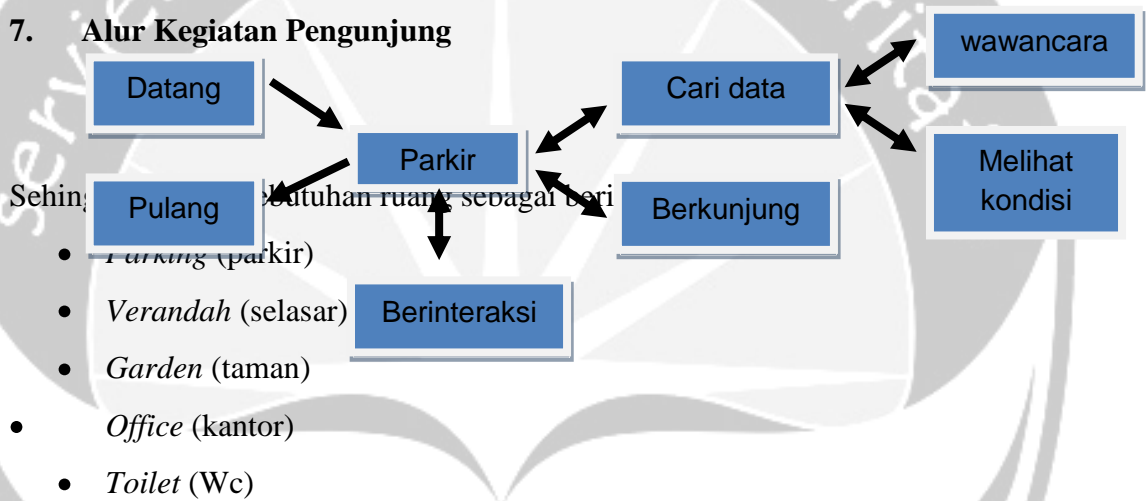 7. Alur Kegiatan Pengunjung
Datang
Parkir
Pulang
Cari data
Berkunjung
wawancara
Melihat
kondisi
Berinteraksi
Sehing ebutuhan ruang sebagai beri
• Parking (parkir)
• Verandah (selasar)
• Garden (taman)
• Office (kantor)
• Toilet (Wc)